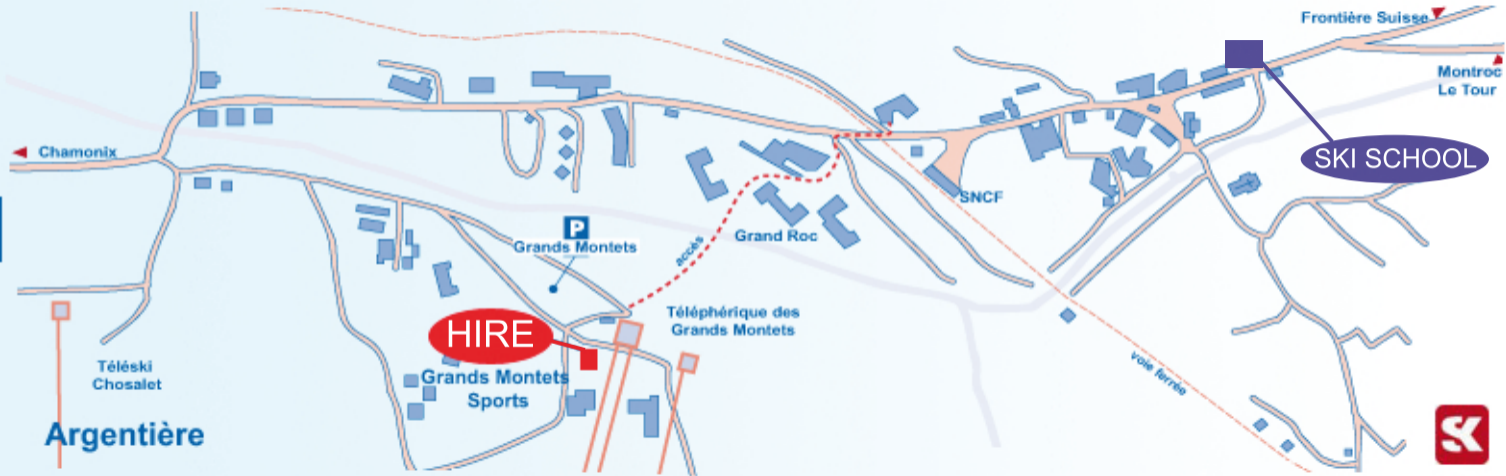 Frontière Suisse
Montroc
Le Tour
SKI SCHOOL
Chamonix
SNCF
P
Grands Montets
Grand Roc
accès
Téléphérique des
Grands Montets
HIRE
Grands Montets
Sports
voie ferrée
Téléski
Chosalet
Argentière
SK